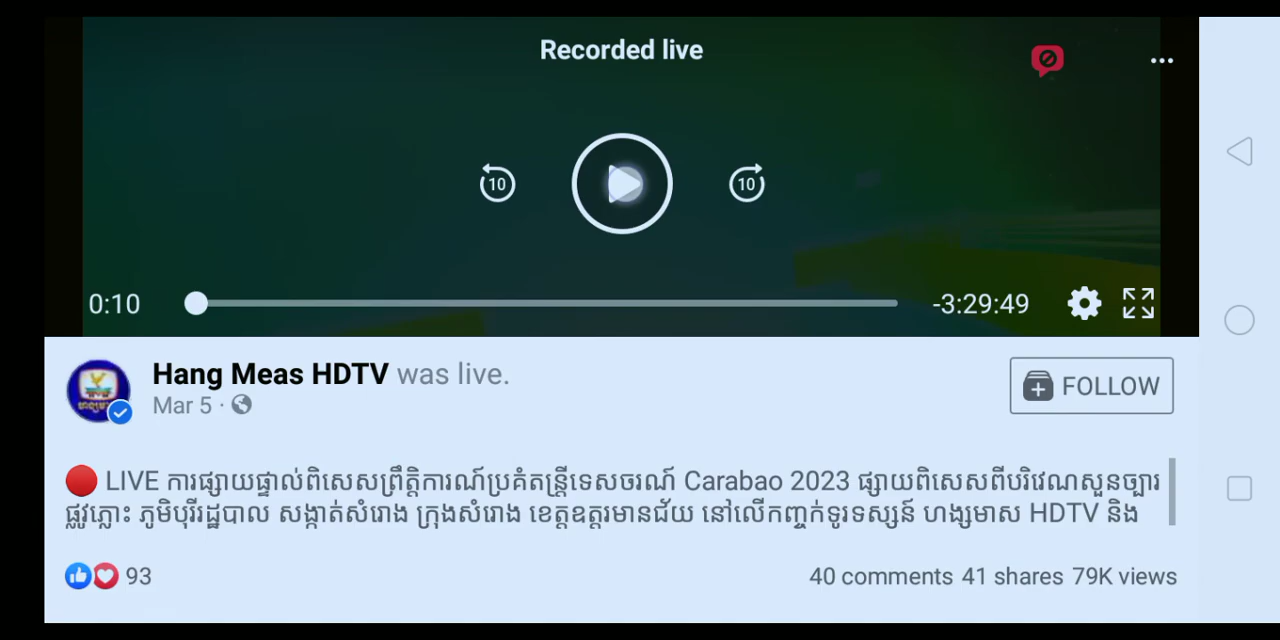 Recorded live
10
10
0:10
-3:29:49
Hang Meas HDTV was live.
Mar 5 ·
FOLLOW
LIVE ការផ្សាយផ្ទាល់ពិសេសព្រឹត្តិការណ៍ប្រគំតន្ត្រីទេសចរណ៍ Carabao 2023 ផ្សាយពិសេសពីបរិវេណសួនច្បារ
ផ្លូវភ្លោះ ភូមិបុរីរដ្ឋបាល សង្កាត់សំរោង ក្រុងសំរោង ខេត្តឧត្តរមានជ័យ នៅលើកញ្ចក់ទូរទស្សន៍ ហង្សមាស HDTV និង
93
40 comments 41 shares 79K views